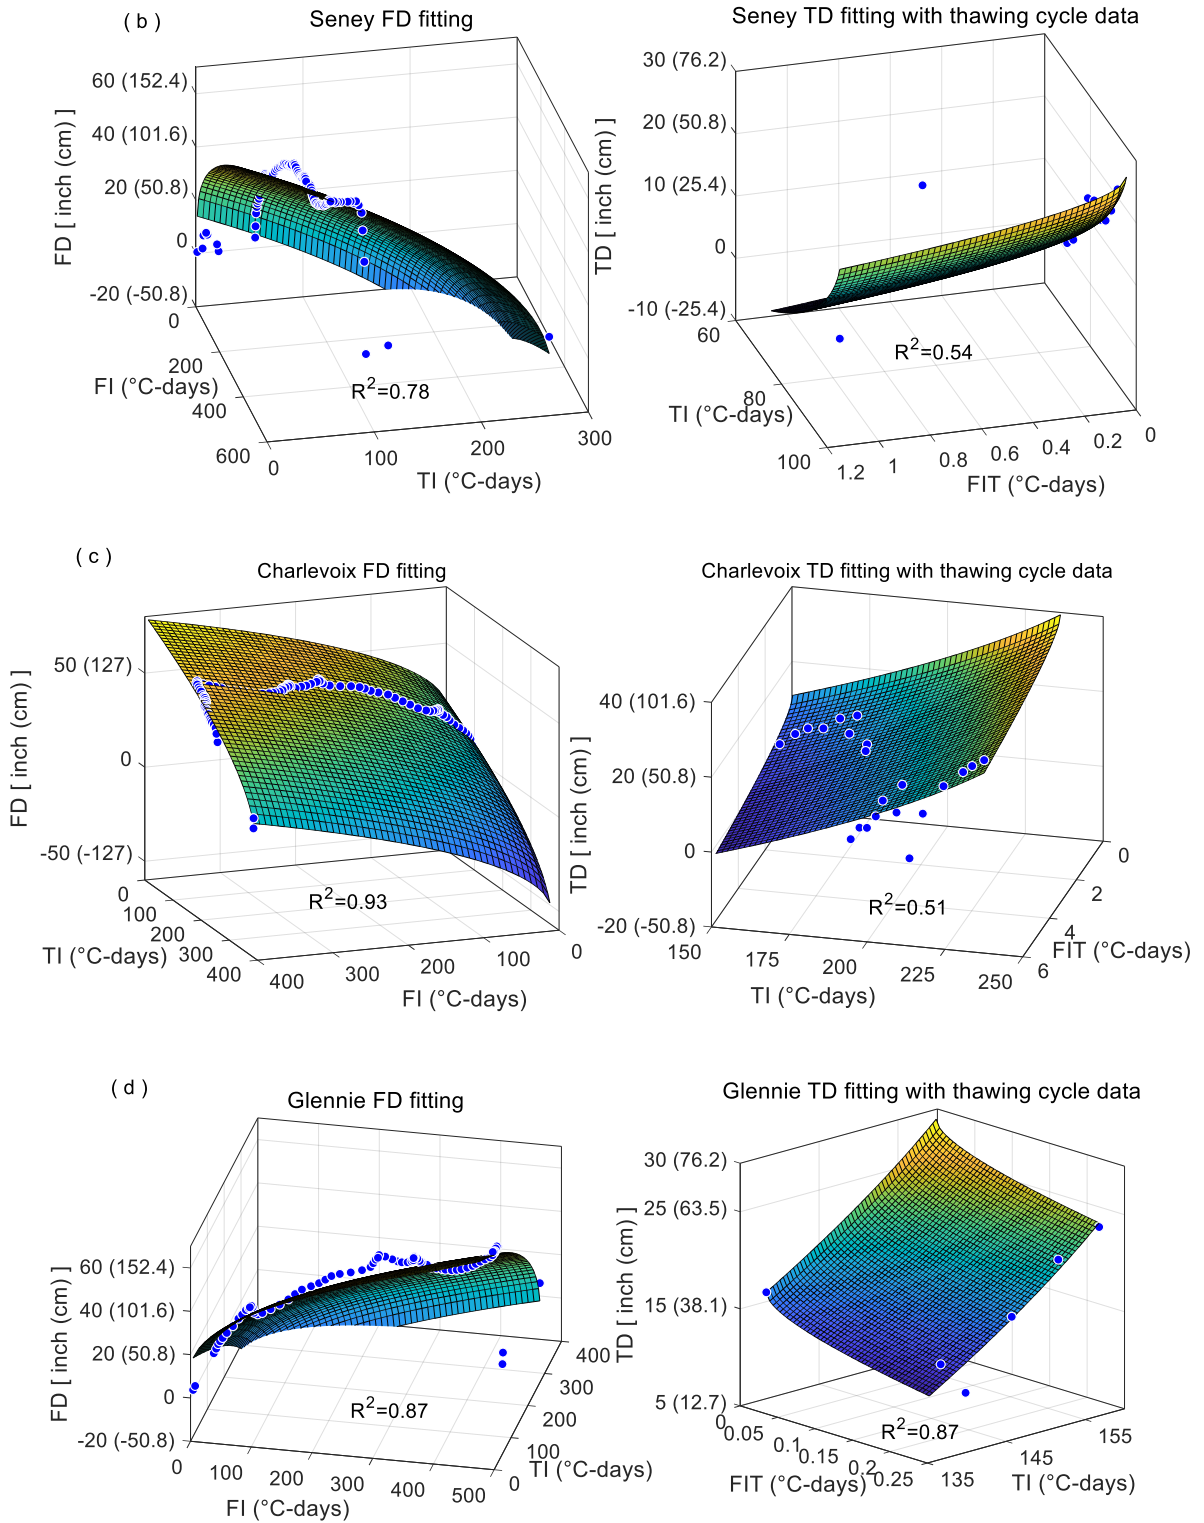 ( b )
Seney FD fitting
FD [ inch (cm) ]
60 (152.4)
40 (101.6)
20 (50.8)
0
-20 (-50.8)
0
200
400
600
FI (°C-days)
0
100
200
300
TI (°C-days)
R2=0.78
Seney TD fitting with thawing cycle data
TD [ inch (cm) ]
30 (76.2)
20 (50.8)
10 (25.4)
0
-10 (-25.4)
60
80
100
TI (°C-days)
1.2
1
0.8
0.6
0.4
0.2
0
FIT (°C-days)
R2=0.54
( c )
Charlevoix FD fitting
FD [ inch (cm) ]
50 (127)
0
-50 (-127)
0
100
200
300
400
TI (°C-days)
400
300
200
100
0
FI (°C-days)
R2=0.93
Charlevoix TD fitting with thawing cycle data
TD [ inch (cm) ]
40 (101.6)
20 (50.8)
0
-20 (-50.8)
150
175
200
225
250
TI (°C-days)
0
2
4
6
FIT (°C-days)
R2=0.51
( d )
Glennie FD fitting
FD [ inch (cm) ]
60 (152.4)
40 (101.6)
20 (50.8)
0
-20 (-50.8)
0
100
200
300
400
500
FI (°C-days)
400
300
200
100
0
TI (°C-days)
R2=0.87
Glennie TD fitting with thawing cycle data
TD [ inch (cm) ]
30 (76.2)
25 (63.5)
15 (38.1)
5 (12.7)
0
0.05
0.1
0.15
0.2
0.25
FIT (°C-days)
135
145
155
TI (°C-days)
R2=0.87